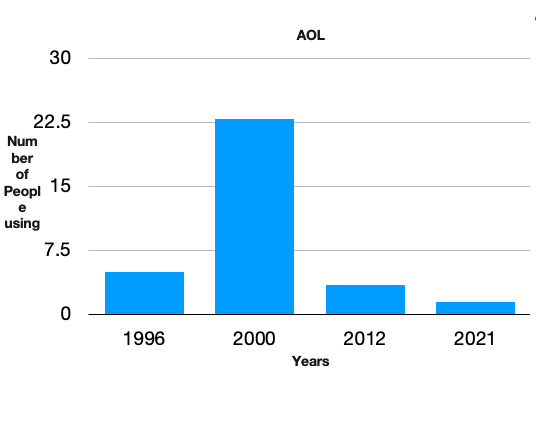 AOL
30
22.5
15
7.5
0
Num
ber
of
Peopl
e
using
1996 2000 2012 2021
Years